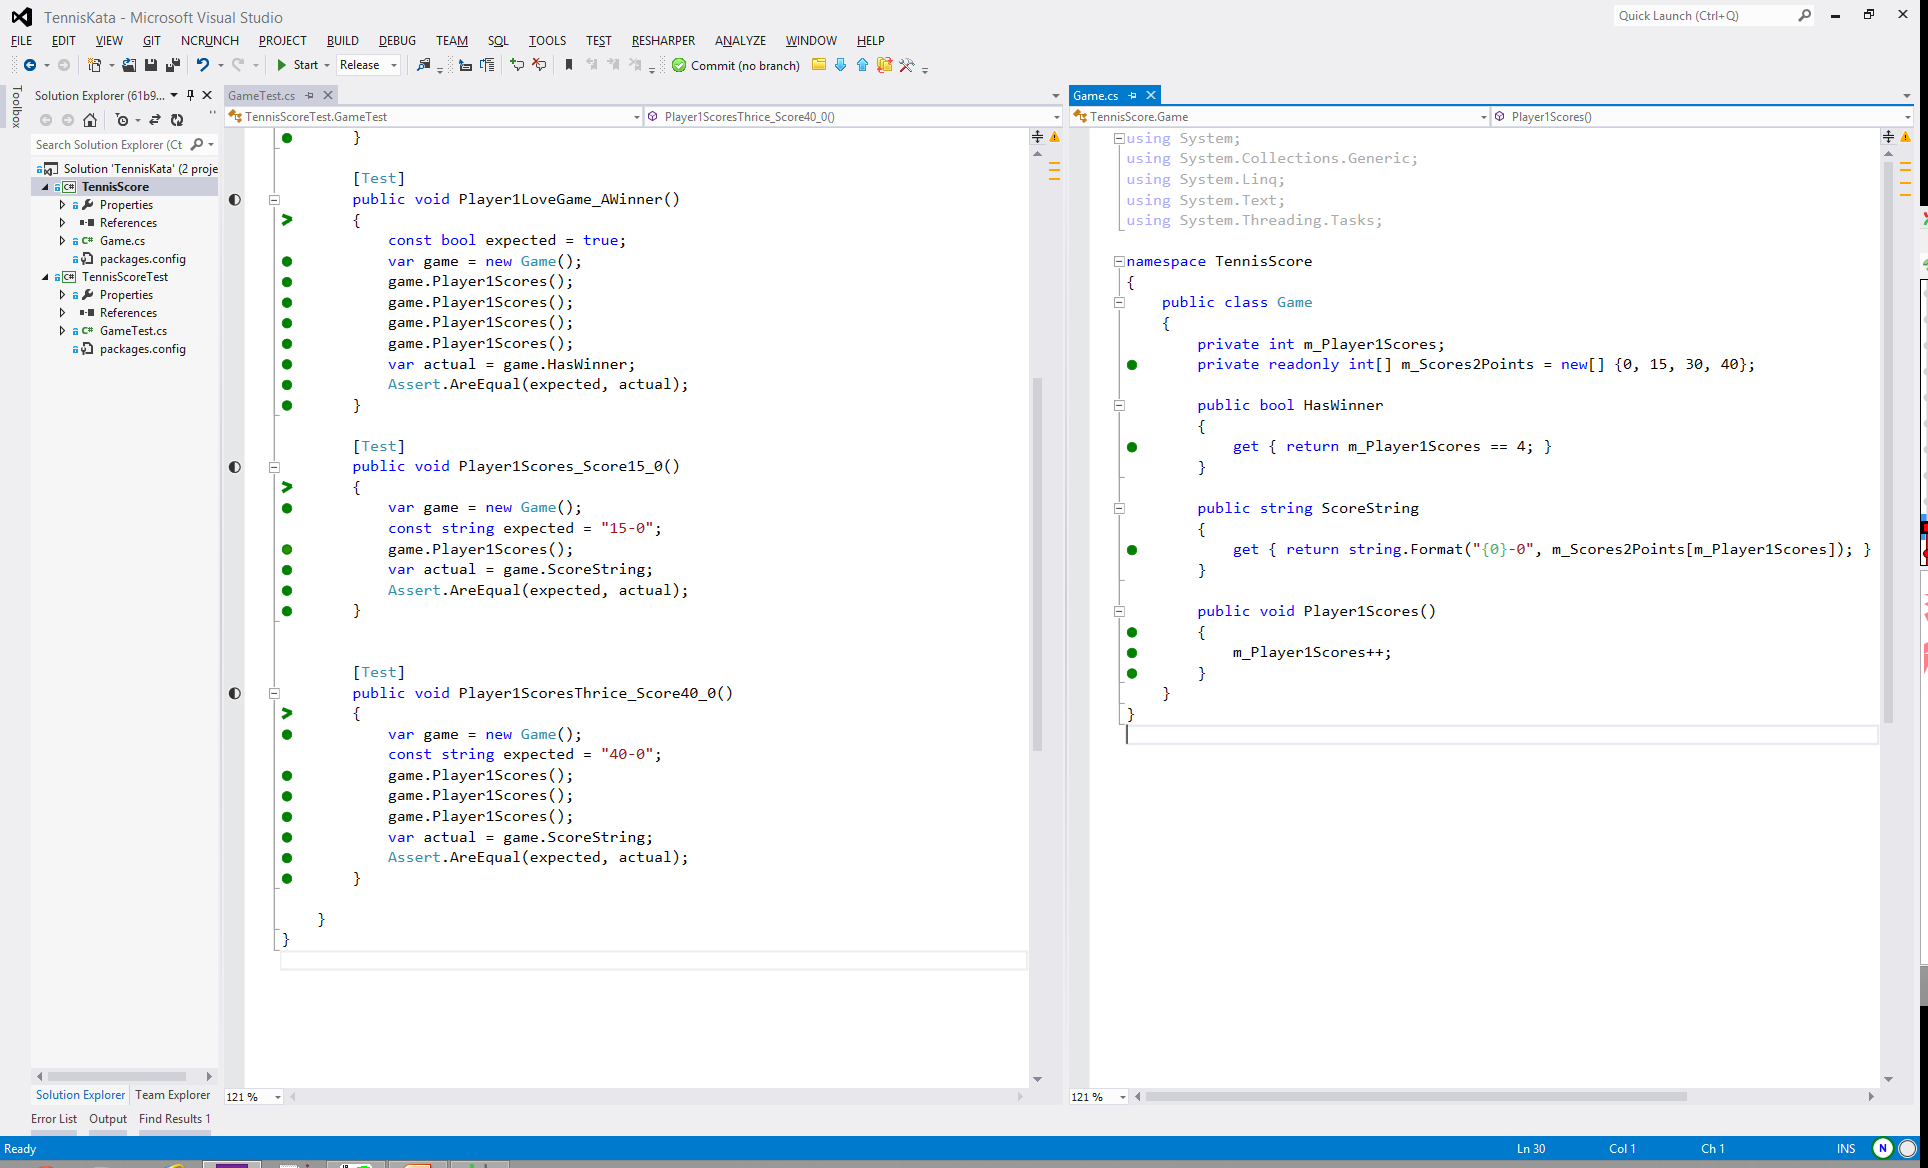 TennisKata - Microsoft Visual Studio
Quick Launch (Ctrl+Q)
FILE EDIT VIEW GIT NCRUNCH PROJECT BUILD DEBUG TEAM SQL TOOLS TEST RESHARPER ANALYZE WINDOW HELP
Start Release Commit (no branch)
Toolbox
Solution Explorer (61b9...
Search Solution Explorer (Ct
Solution 'TennisKata' (2 proje
TennisScore
Properties
References
Game.cs
packages.config
TennisScoreTest
Properties
References
GameTest.cs
packages.config
Solution Explorer Team Explorer
GameTest.cs
TennisScoreTest.GameTest Player1ScoresThrice_Score40_0()
}
[Test]
public void Player1LoveGame_AWinner()
{
const bool expected = true;
var game = new Game();
game.Player1Scores();
game.Player1Scores();
game.Player1Scores();
game.Player1Scores();
var actual = game.HasWinner;
Assert.AreEqual(expected, actual);
}
[Test]
public void Player1Scores_Score15_0()
{
var game = new Game();
const string expected = "15-0";
game.Player1Scores();
var actual = game.ScoreString;
Assert.AreEqual(expected, actual);
}
[Test]
public void Player1ScoresThrice_Score40_0()
{
var game = new Game();
const string expected = "40-0";
game.Player1Scores();
game.Player1Scores();
game.Player1Scores();
var actual = game.ScoreString;
Assert.AreEqual(expected, actual);
}
}
}
121 %
Game.cs
TennisScore.Game Player1Scores()
using System;
using System.Collections.Generic;
using System.Linq;
using System.Text;
using System.Threading.Tasks;
namespace TennisScore
{
public class Game
{
private int m_Player1Scores;
private readonly int[] m_Scores2Points = new[] {0, 15, 30, 40};
public bool HasWinner
{
get { return m_Player1Scores == 4; }
}
public string ScoreString
{
get { return string.Format("{0}-0", m_Scores2Points[m_Player1Scores]); }
}
public void Player1Scores()
{
m_Player1Scores++;
}
}
}
121 %
Error List Output Find Results 1
Ready Ln 30 Col 1 Ch 1 INS N